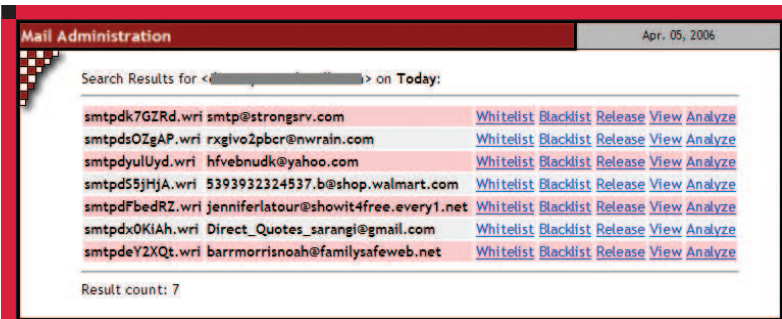 Mail Administration Apr. 05, 2006
Search Results for < > on Today:
smtpdk7GZRd.wri smtp@strongsrv.com Whitelist Blacklist Release View Analyze
smtpdsOZgAP.wri rxgivo2pbcr@nwrain.com Whitelist Blacklist Release View Analyze
smtpdyulUyd.wri hfvebnudk@yahoo.com Whitelist Blacklist Release View Analyze
smtpdS5jHjA.wri 5393932324537.b@shop.walmart.com Whitelist Blacklist Release View Analyze
smtpdFbedRZ.wri jenniferlatour@showit4free.every1.net Whitelist Blacklist Release View Analyze
smtpdx0KiAh.wri Direct_Quotes_sarangi@gmail.com Whitelist Blacklist Release View Analyze
smtpdeY2XQt.wri barrmorrisnoah@familysafeweb.net Whitelist Blacklist Release View Analyze
Result count: 7